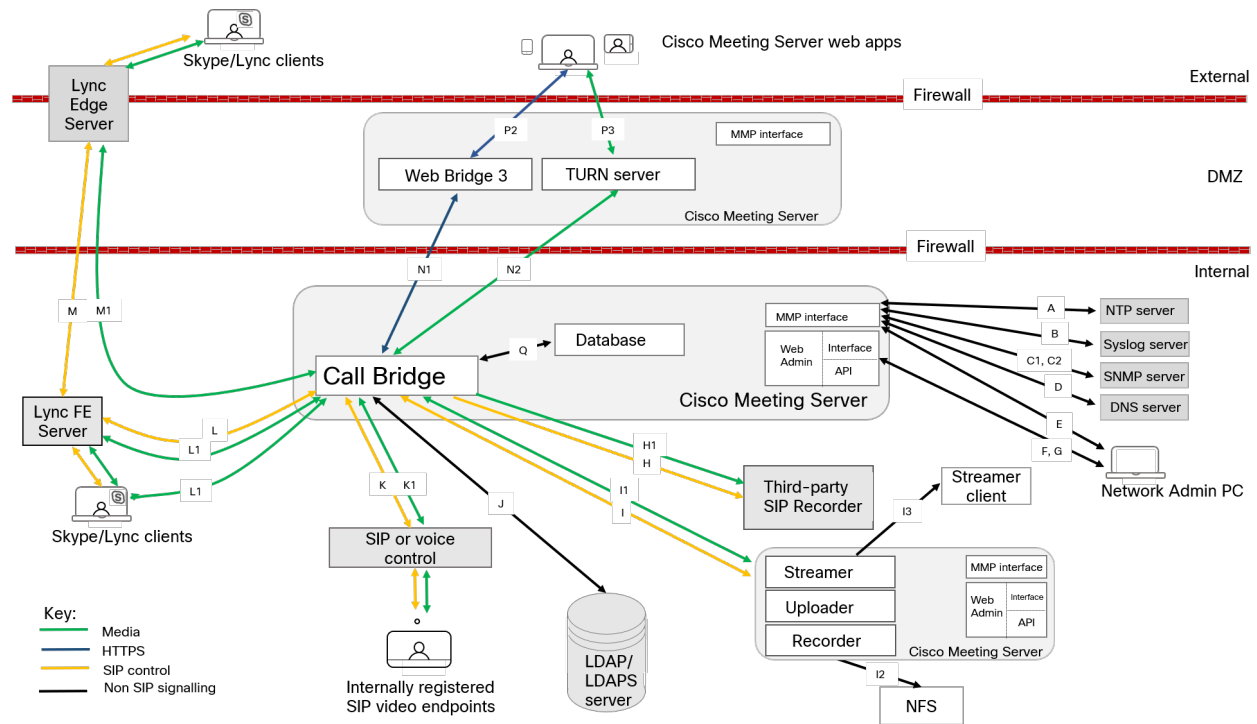 Skype/Lync clients
Cisco Meeting Server web apps
External
Lync
Edge
Server
Firewall
P2
P3
MMP interface
Web Bridge 3
TURN server
DMZ
Cisco Meeting Server
Firewall
Internal
N1
N2
M
M1
MMP interface
Web
Admin
Interface
API
A
NTP server
B
Syslog server
C1, C2
SNMP server
D
DNS server
Q
Database
Call Bridge
Cisco Meeting Server
E
F, G
Network Admin PC
Lync FE
Server
L
L1
L1
Skype/Lync clients
K
K1
J
H1
H
I1
I
Third-party
SIP Recorder
Streamer
client
I3
SIP or voice
control
Streamer
Uploader
Recorder
MMP interface
Web
Admin
Interface
API
Cisco Meeting Server
I2
NFS
LDAP/
LDAPS
server
Internally registered
SIP video endpoints
Key:
Media
HTTPS
SIP control
Non SIP signalling